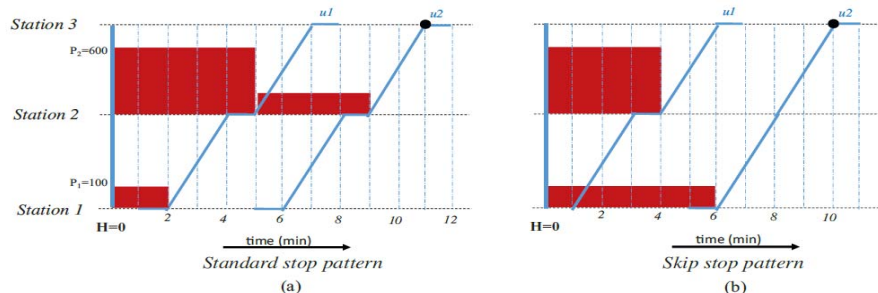 Station 3
u1
u2
P₂=600
Station 2
P₁=100
Station 1
H=0
2
4
6
8
10
12
time (min)
Standard stop pattern
(a)
u1
u2
H=0
2
4
6
8
10
time (min)
Skip stop pattern
(b)